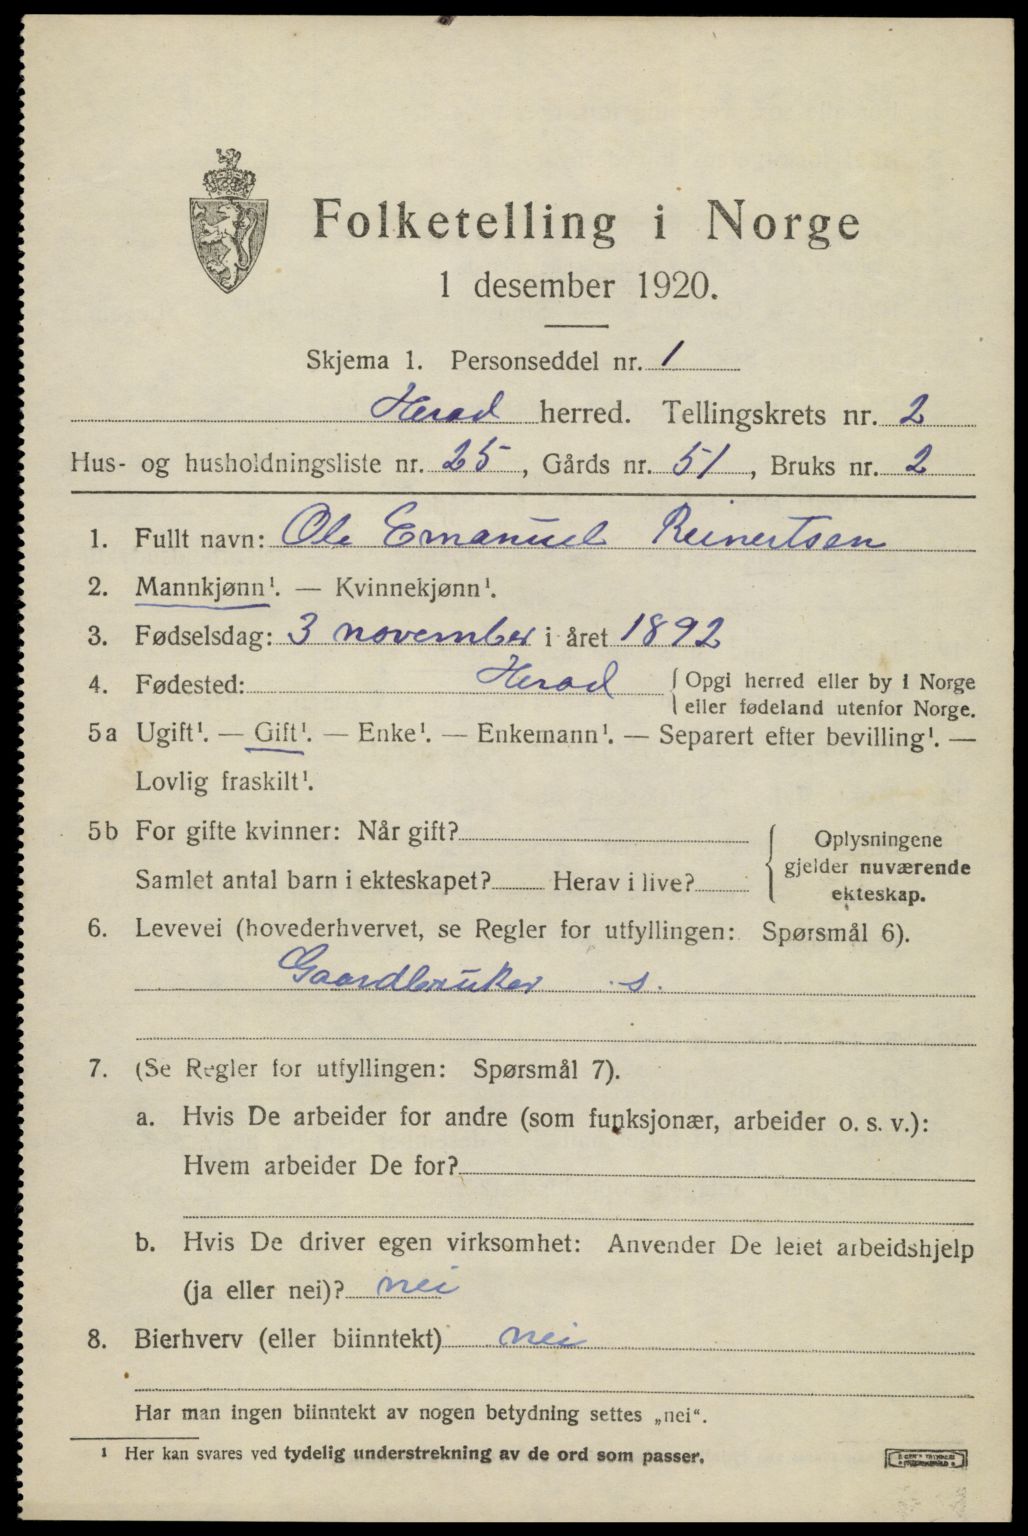 Folketelling i Norge
1 desember 1920.
Skjema 1. Personseddel nr. 1
Herad herred. Tellingskrets nr. 2
Hus- og husholdningsliste nr. 25, Gårds nr. 51, Bruks nr. 2
1. Fullt navn: Ole Emanuel Reinertsen
2. Mannkjønn¹. — Kvinnekjønn¹.
3. Fødselsdag: 3 november i året 1892
4. Fødested: Herad { Opgi herred eller by i Norge
eller fødeland utenfor Norge.
5a Ugift¹. — Gift¹. — Enke¹. — Enkemann¹. — Separert efter bevilling¹. —
Lovlig fraskilt¹.
5b For gifte kvinner: Når gift?
Samlet antal barn i ekteskapet? Herav i live?
{ Oplysningene
gjelder nuværende
ekteskap.
6. Levevei (hovederhvervet, se Regler for utfyllingen: Spørsmål 6).
Gaardbruker s.
7. (Se Regler for utfyllingen: Spørsmål 7).
a. Hvis De arbeider for andre (som funksjonær, arbeider o. s. v.):
Hvem arbeider De for?
b. Hvis De driver egen virksomhet: Anvender De leiet arbeidshjelp
(ja eller nei)? nei
8. Bierhverv (eller biinntekt) nei
Har man ingen biinntekt av nogen betydning settes „nei“.
¹ Her kan svares ved tydelig understrekning av de ord som passer.